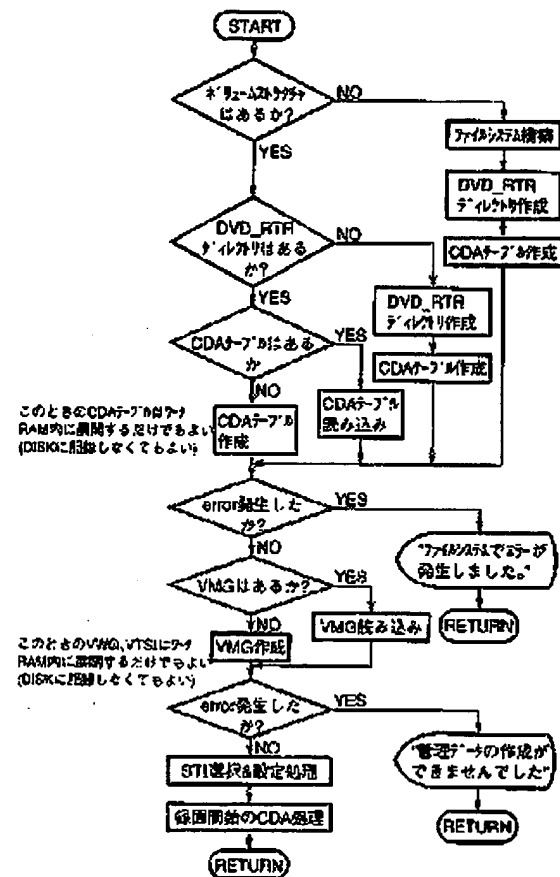 START
ボリュームストラクチャ
はあるか?
NO
YES
ファイルシステム構築
DVD_RTR
ディレクトリ作成
CDAテーブル作成
DVD_RTR
ディレクトリはある
か?
NO
YES
DVD_RTR
ディレクトリ作成
CDAテーブル作成
CDAテーブルはある
か
YES
NO
CDAテーブル
読み込み
このときのCDAテーブルはワーク
RAM内に展開するだけでもよい
(DISKに記録しなくてもよい)
CDAテーブル
作成
error発生した
か?
YES
NO
"ファイルシステムでエラーが
発生しました。"
RETURN
VMGはあるか?
YES
NO
VMG読み込み
このときのVMG,VTSIはワーク
RAM内に展開するだけでもよい
(DISKに記録しなくてもよい)
VMG作成
error発生した
か?
YES
NO
"管理データの作成が
できませんでした"
RETURN
STI選択&設定処理
録画開始のCDA処理
RETURN